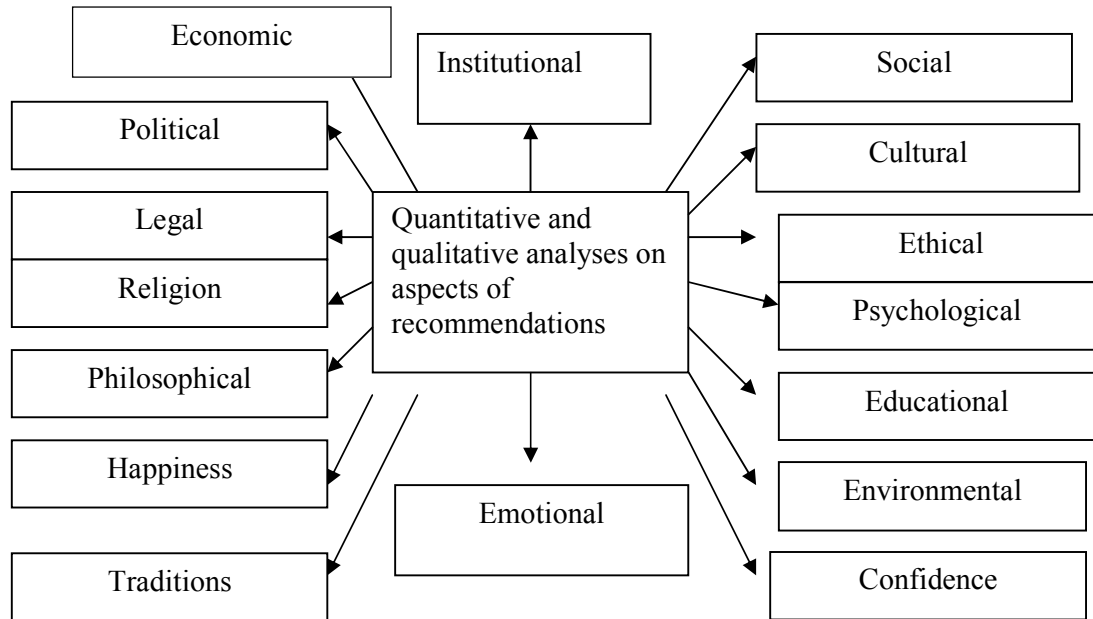 Economic
Institutional
Social
Political
Cultural
Legal
Quantitative and
qualitative analyses on
aspects of
recommendations
Ethical
Religion
Psychological
Philosophical
Educational
Happiness
Emotional
Environmental
Traditions
Confidence